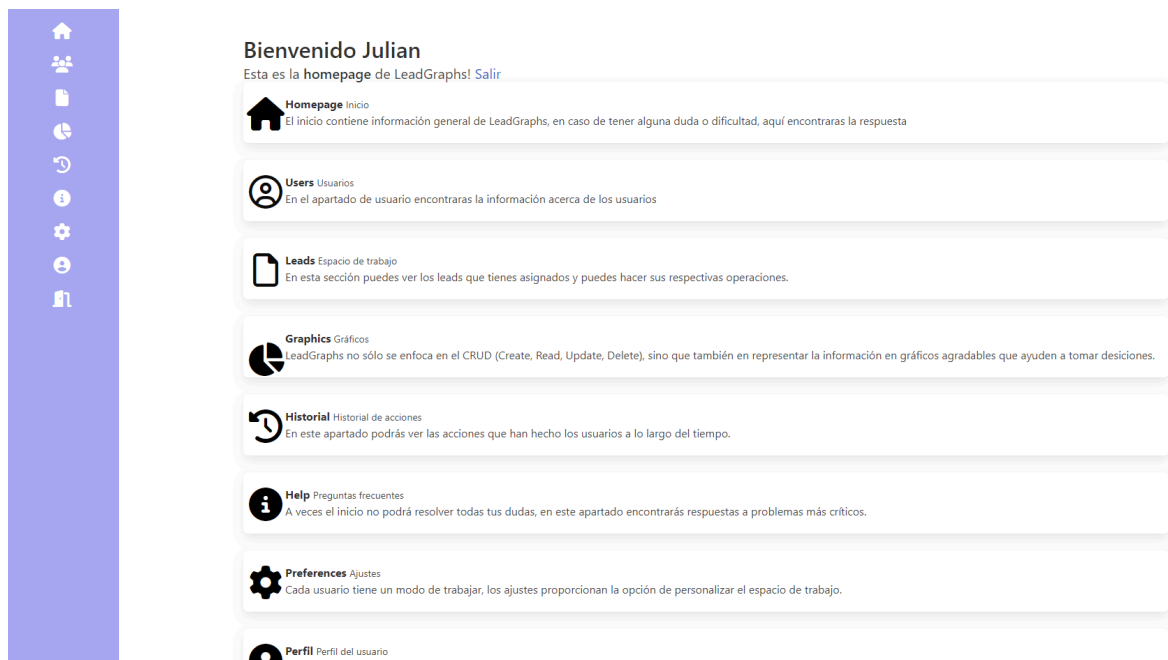 Bienvenido Julian
Esta es la homepage de LeadGraphs! Salir
Homepage Inicio
El inicio contiene información general de LeadGraphs, en caso de tener alguna duda o dificultad, aquí encontraras la respuesta
Users Usuarios
En el apartado de usuario encontraras la información acerca de los usuarios
Leads Espacio de trabajo
En esta sección puedes ver los leads que tienes asignados y puedes hacer sus respectivas operaciones.
Graphics Gráficos
LeadGraphs no sólo se enfoca en el CRUD (Create, Read, Update, Delete), sino que también en representar la información en gráficos agradables que ayuden a tomar desiciones.
Historial Historial de acciones
En este apartado podrás ver las acciones que han hecho los usuarios a lo largo del tiempo.
Help Preguntas frecuentes
A veces el inicio no podrá resolver todas tus dudas, en este apartado encontrarás respuestas a problemas más críticos.
Preferences Ajustes
Cada usuario tiene un modo de trabajar, los ajustes proporcionan la opción de personalizar el espacio de trabajo.
Perfil Perfil del usuario